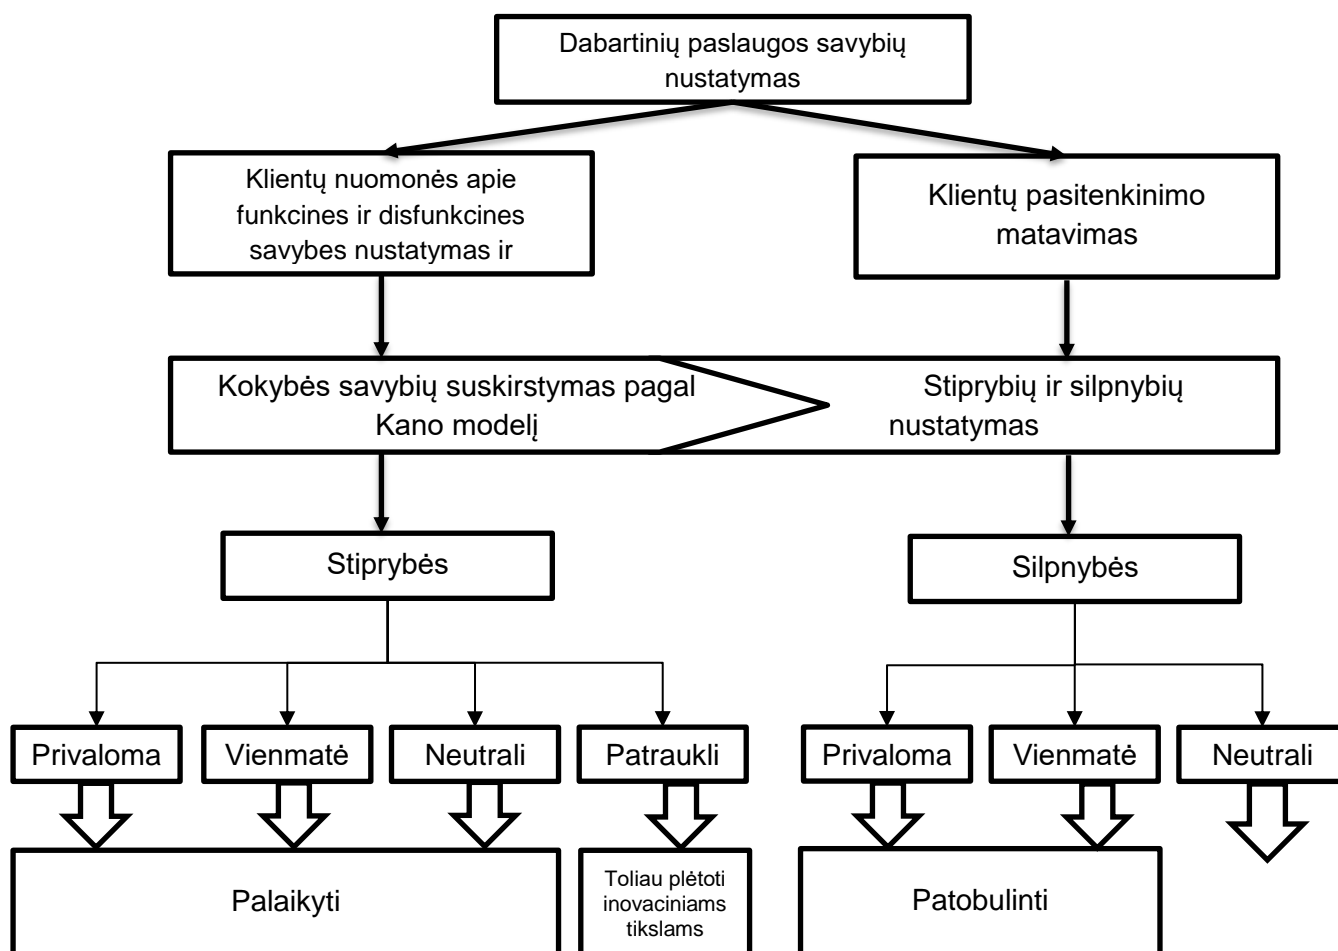 Dabartinių paslaugos savybių
nustatymas
Klientų nuomonės apie
funkcines ir disfunkcines
savybes nustatymas ir
Klientų pasitenkinimo
matavimas
Kokybės savybių suskirstymas pagal
Kano modelį
Stiprybių ir silpnybių
nustatymas
Stiprybės
Silpnybės
Privaloma
Vienmatė
Neutrali
Patraukli
Privaloma
Vienmatė
Neutrali
Palaikyti
Toliau plėtoti
inovaciniams
tikslams
Patobulinti